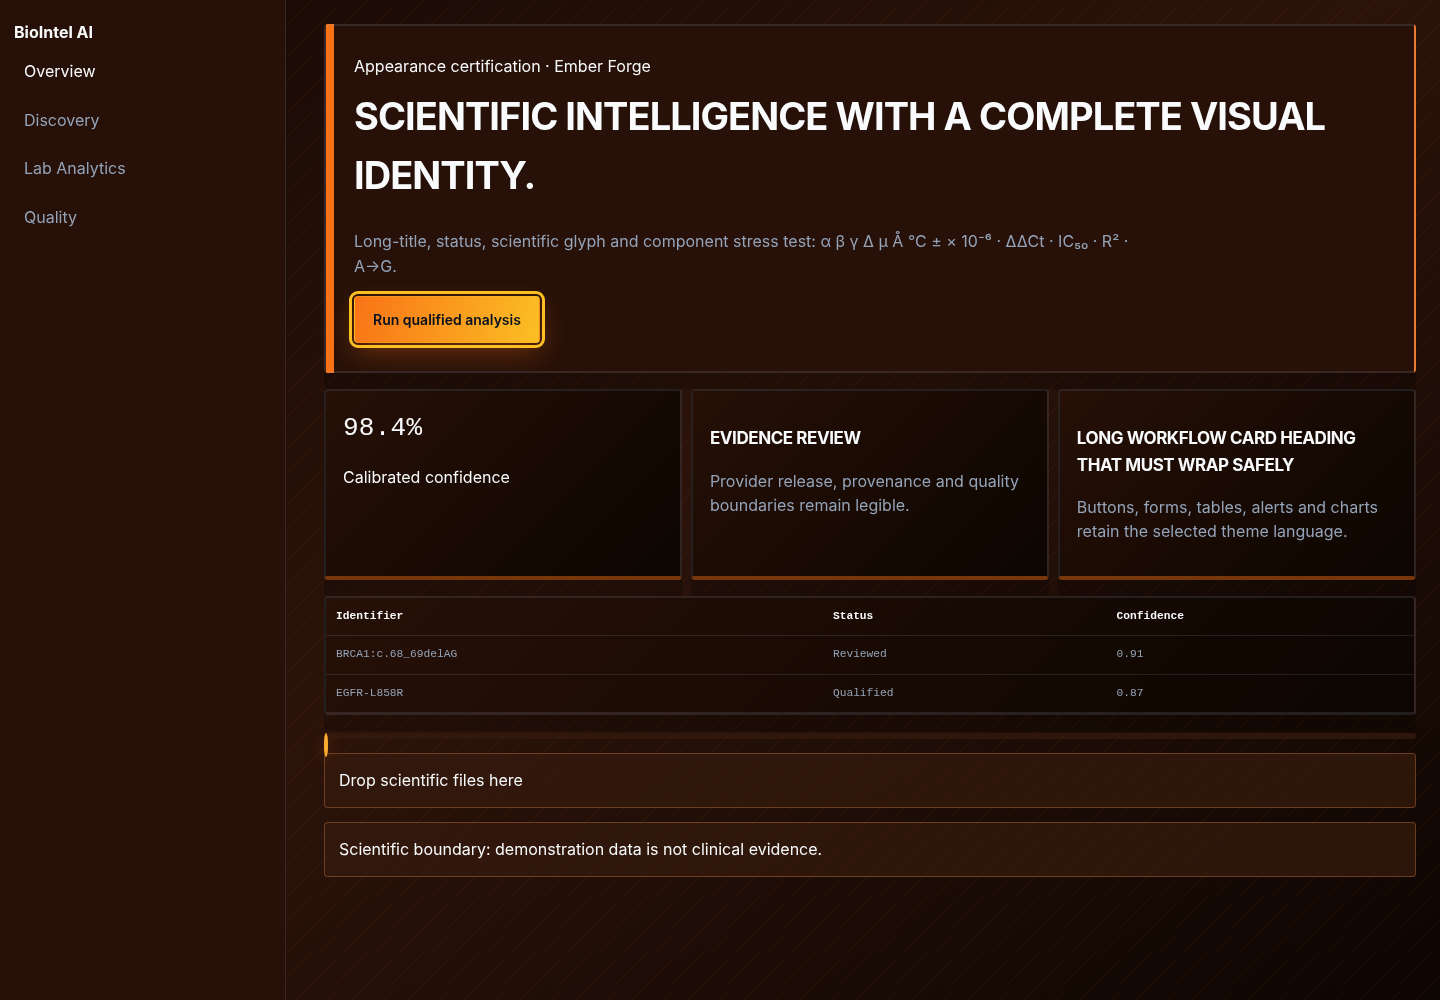 BioIntel AI
Overview
Discovery
Lab Analytics
Quality
Appearance certification · Ember Forge
SCIENTIFIC INTELLIGENCE WITH A COMPLETE VISUAL
IDENTITY.
Long-title, status, scientific glyph and component stress test: α β γ Δ μ Å °C ± × 10⁻⁶ · ΔΔCt · IC₅₀ · R² ·
A→G.
Run qualified analysis
98.4%
Calibrated confidence
EVIDENCE REVIEW
Provider release, provenance and quality
boundaries remain legible.
LONG WORKFLOW CARD HEADING
THAT MUST WRAP SAFELY
Buttons, forms, tables, alerts and charts
retain the selected theme language.
Identifier Status Confidence
BRCA1:c.68_69delAG Reviewed 0.91
EGFR-L858R Qualified 0.87
Drop scientific files here
Scientific boundary: demonstration data is not clinical evidence.